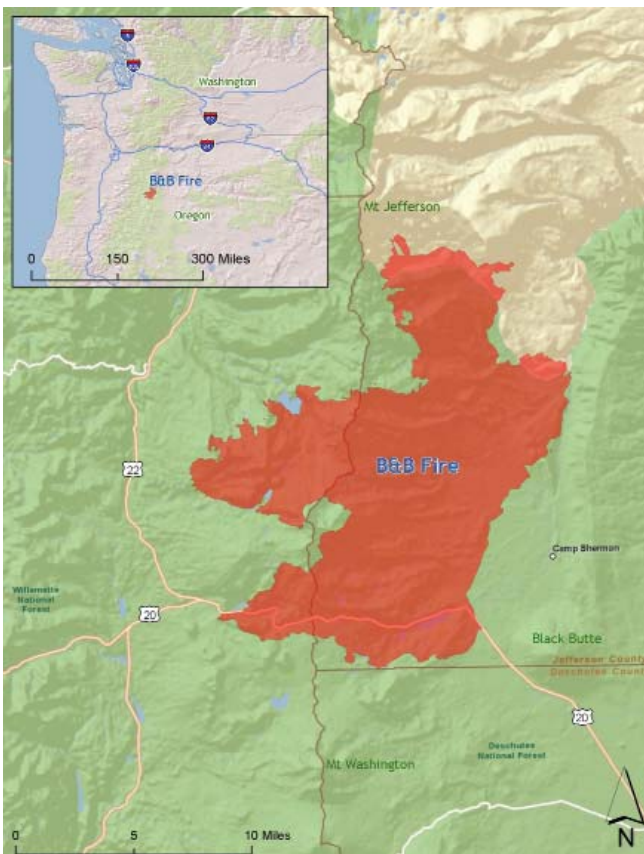 Washington
B&B Fire
Oregon
0 150 300 Miles
Mt Jefferson
B&B Fire
22
Camp Sherman
Willamette
National
Forest
20
Black Butte
Jefferson County
Deschutes County
20
Deschutes
National Forest
Mt Washington
N
0 5 10 Miles